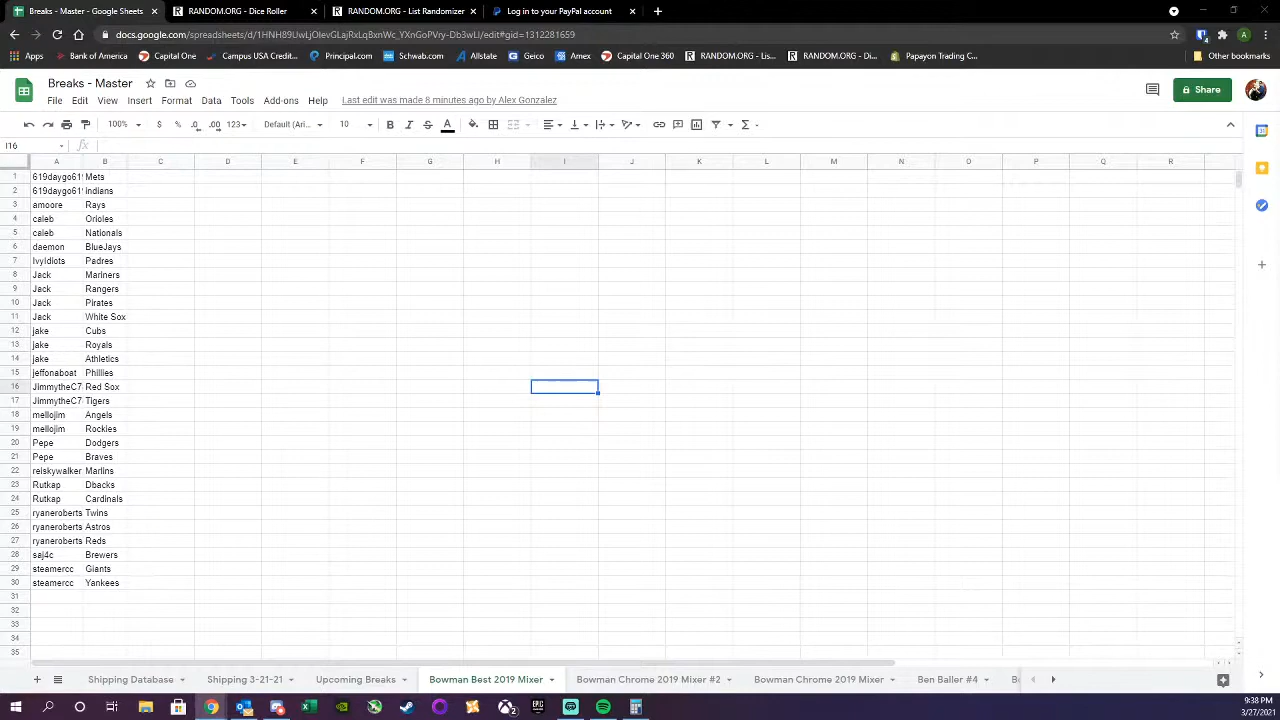 Breaks - Master - Google Sheets
RANDOM.ORG - Dice Roller
RANDOM.ORG - List Randomizer
Log in to your PayPal account
docs.google.com/spreadsheets/d/1HNH89UwLjOlevGLajRxLqBxnWc_YXnGoPVry-Db3wLI/edit#gid=1312281659
Apps
Bank of America
Capital One
Campus USA Credit...
Principal.com
Schwab.com
Allstate
Geico
Amex
Capital One 360
RANDOM.ORG - Lis...
RANDOM.ORG - Di...
Papayon Trading C...
Other bookmarks
Breaks - Master
File Edit View Insert Format Data Tools Add-ons Help Last edit was made 8 minutes ago by Alex Gonzalez
Share
100% $ % .0 .00 123 Default (Ari... 10 B I S A
I16 fx
A B C D E F G H I J K L M N O P Q R
1 619daygo61 Mets
2 619daygo61 Indians
3 amoore Rays
4 caleb Orioles
5 caleb Nationals
6 daemon BlueJays
7 IvyIdiots Padres
8 Jack Mariners
9 Jack Rangers
10 Jack Pirates
11 Jack White Sox
12 jake Cubs
13 jake Royals
14 jake Athletics
15 jeffonaboat Phillies
16 JimmytheC7 Red Sox
17 JimmytheC7 Tigers
18 mellojim Angels
19 mellojim Rockies
20 Pepe Dodgers
21 Pepe Braves
22 reiskywalker Marlins
23 Rutkap Dbacks
24 Rutkap Cardinals
25 ryaneroberts Twins
26 ryaneroberts Astros
27 ryaneroberts Reds
28 saj4c Brewers
29 steamercc Giants
30 steamercc Yankees
31
32
33
34
35
Shipping Database
Shipping 3-21-21
Upcoming Breaks
Bowman Best 2019 Mixer
Bowman Chrome 2019 Mixer #2
Bowman Chrome 2019 Mixer
Ben Baller #4
9:38 PM
3/27/2021